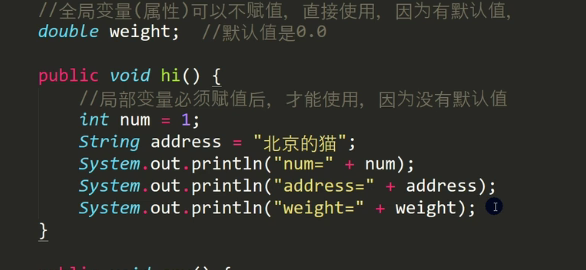 //全局变量(属性)可以不赋值，直接使用，因为有默认值，
double weight;  //默认值是0.0
public void hi() {
//局部变量必须赋值后，才能使用，因为没有默认值
int num = 1;
String address = "北京的猫";
System.out.println("num=" + num);
System.out.println("address=" + address);
System.out.println("weight=" + weight);
}